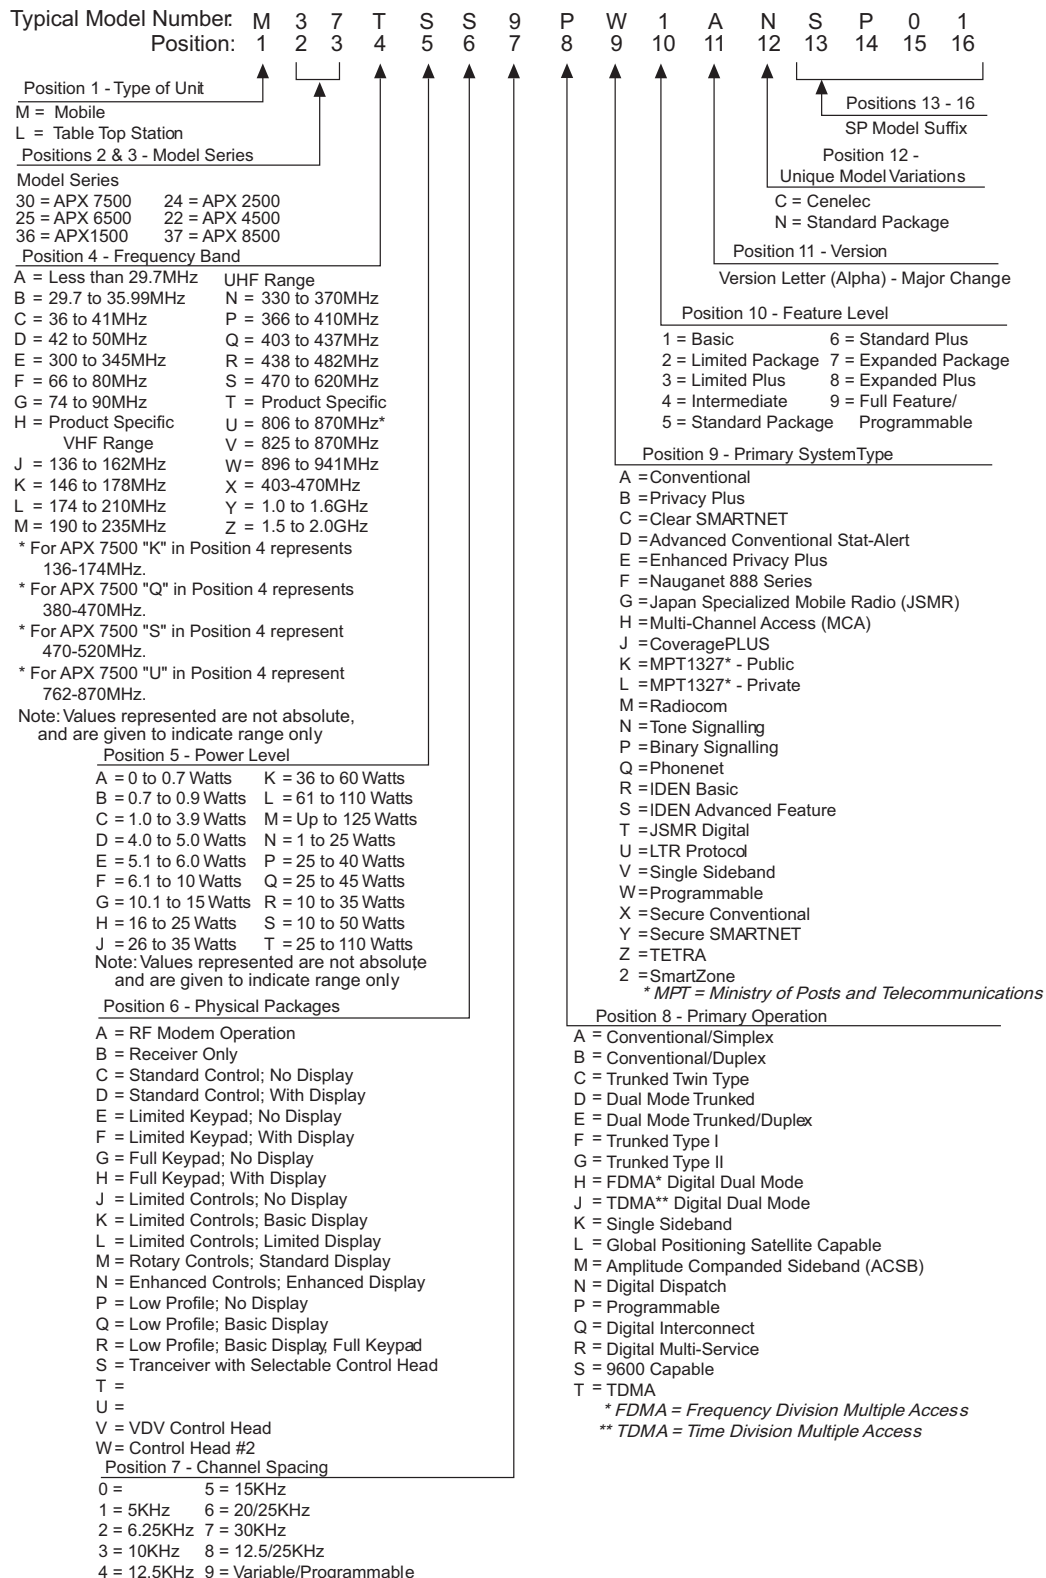 Typical Model Number: M 3 7 T S S 9 P W 1 A N S P 0 1
Position: 1 2 3 4 5 6 7 8 9 10 11 12 13 14 15 16
Position 1 - Type of Unit
M = Mobile
L = Table Top Station
Positions 2 & 3 - Model Series
Model Series
30 = APX 7500 24 = APX 2500
25 = APX 6500 22 = APX 4500
36 = APX1500 37 = APX 8500
Position 4 - Frequency Band
A = Less than 29.7MHz
B = 29.7 to 35.99MHz
C = 36 to 41MHz
D = 42 to 50MHz
E = 300 to 345MHz
F = 66 to 80MHz
G = 74 to 90MHz
H = Product Specific
VHF Range
J = 136 to 162MHz
K = 146 to 178MHz
L = 174 to 210MHz
M = 190 to 235MHz
UHF Range
N = 330 to 370MHz
P = 366 to 410MHz
Q = 403 to 437MHz
R = 438 to 482MHz
S = 470 to 620MHz
T = Product Specific
U = 806 to 870MHz*
V = 825 to 870MHz
W = 896 to 941MHz
X = 403-470MHz
Y = 1.0 to 1.6GHz
Z = 1.5 to 2.0GHz
* For APX 7500 "K" in Position 4 represents
136-174MHz.
* For APX 7500 "Q" in Position 4 represents
380-470MHz.
* For APX 7500 "S" in Position 4 represent
470-520MHz.
* For APX 7500 "U" in Position 4 represent
762-870MHz.
Note: Values represented are not absolute,
and are given to indicate range only
Position 5 - Power Level
A = 0 to 0.7 Watts K = 36 to 60 Watts
B = 0.7 to 0.9 Watts L = 61 to 110 Watts
C = 1.0 to 3.9 Watts M = Up to 125 Watts
D = 4.0 to 5.0 Watts N = 1 to 25 Watts
E = 5.1 to 6.0 Watts P = 25 to 40 Watts
F = 6.1 to 10 Watts Q = 25 to 45 Watts
G = 10.1 to 15 Watts R = 10 to 35 Watts
H = 16 to 25 Watts S = 10 to 50 Watts
J = 26 to 35 Watts T = 25 to 110 Watts
Note: Values represented are not absolute,
and are given to indicate range only
Position 6 - Physical Packages
A = RF Modem Operation
B = Receiver Only
C = Standard Control; No Display
D = Standard Control; With Display
E = Limited Keypad; No Display
F = Limited Keypad; With Display
G = Full Keypad; No Display
H = Full Keypad; With Display
J = Limited Controls; No Display
K = Limited Controls; Basic Display
L = Limited Controls; Limited Display
M = Rotary Controls; Standard Display
N = Enhanced Controls; Enhanced Display
P = Low Profile; No Display
Q = Low Profile; Basic Display
R = Low Profile; Basic Display, Full Keypad
S = Tranceiver with Selectable Control Head
T =
U =
V = VDV Control Head
W = Control Head #2
Position 7 - Channel Spacing
0 = 5 = 15KHz
1 = 5KHz 6 = 20/25KHz
2 = 6.25KHz 7 = 30KHz
3 = 10KHz 8 = 12.5/25KHz
4 = 12.5KHz 9 = Variable/Programmable
Positions 13 - 16
SP Model Suffix
Position 12 -
Unique Model Variations
C = Cenelec
N = Standard Package
Position 11 - Version
Version Letter (Alpha) - Major Change
Position 10 - Feature Level
1 = Basic 6 = Standard Plus
2 = Limited Package 7 = Expanded Package
3 = Limited Plus 8 = Expanded Plus
4 = Intermediate 9 = Full Feature/
5 = Standard Package Programmable
Position 9 - Primary System Type
A = Conventional
B = Privacy Plus
C = Clear SMARTNET
D = Advanced Conventional Stat-Alert
E = Enhanced Privacy Plus
F = Nauganet 888 Series
G = Japan Specialized Mobile Radio (JSMR)
H = Multi-Channel Access (MCA)
J = CoveragePLUS
K = MPT1327* - Public
L = MPT1327* - Private
M = Radiocom
N = Tone Signalling
P = Binary Signalling
Q = Phonenet
R = IDEN Basic
S = IDEN Advanced Feature
T = JSMR Digital
U = LTR Protocol
V = Single Sideband
W = Programmable
X = Secure Conventional
Y = Secure SMARTNET
Z = TETRA
2 = SmartZone
* MPT = Ministry of Posts and Telecommunications
Position 8 - Primary Operation
A = Conventional/Simplex
B = Conventional/Duplex
C = Trunked Twin Type
D = Dual Mode Trunked
E = Dual Mode Trunked/Duplex
F = Trunked Type I
G = Trunked Type II
H = FDMA* Digital Dual Mode
J = TDMA** Digital Dual Mode
K = Single Sideband
L = Global Positioning Satellite Capable
M = Amplitude Companded Sideband (ACSB)
N = Digital Dispatch
P = Programmable
Q = Digital Interconnect
R = Digital Multi-Service
S = 9600 Capable
T = TDMA
* FDMA = Frequency Division Multiple Access
** TDMA = Time Division Multiple Access